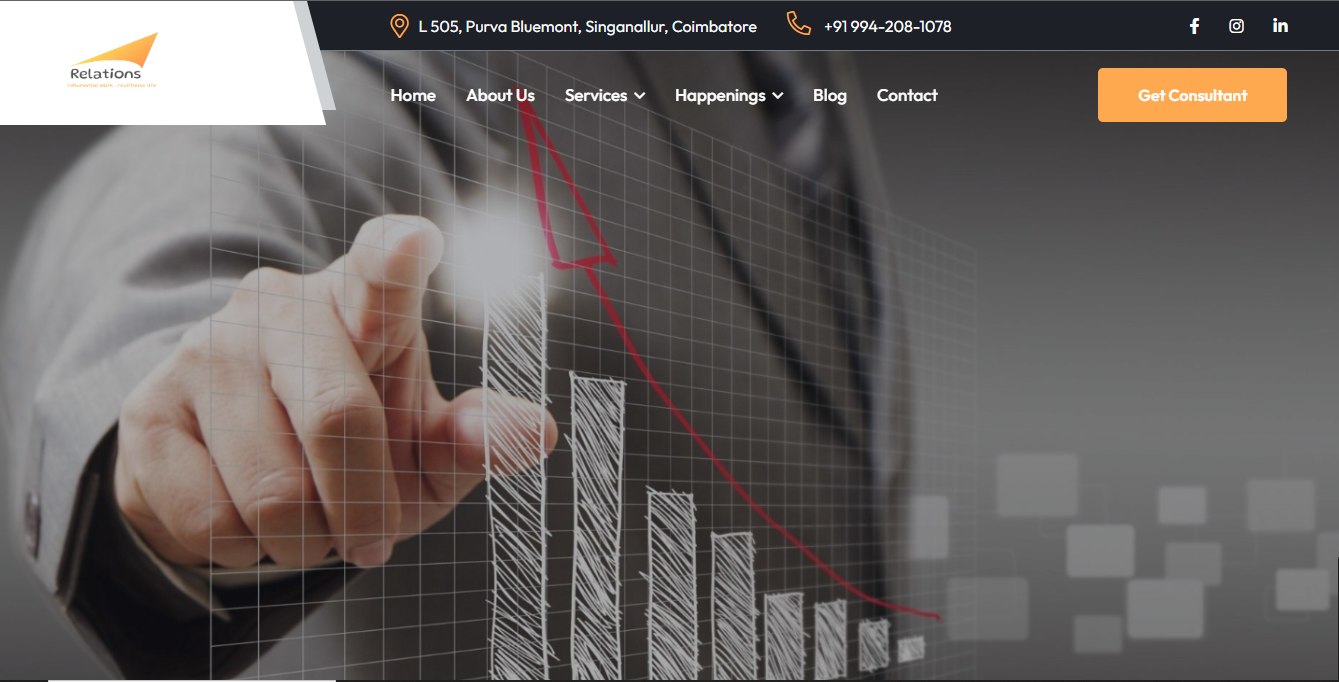 L 505, Purva Bluemont, Singanallur, Coimbatore
+91 994-208-1078
Relations
Home
About Us
Services
Happenings
Blog
Contact
Get Consultant